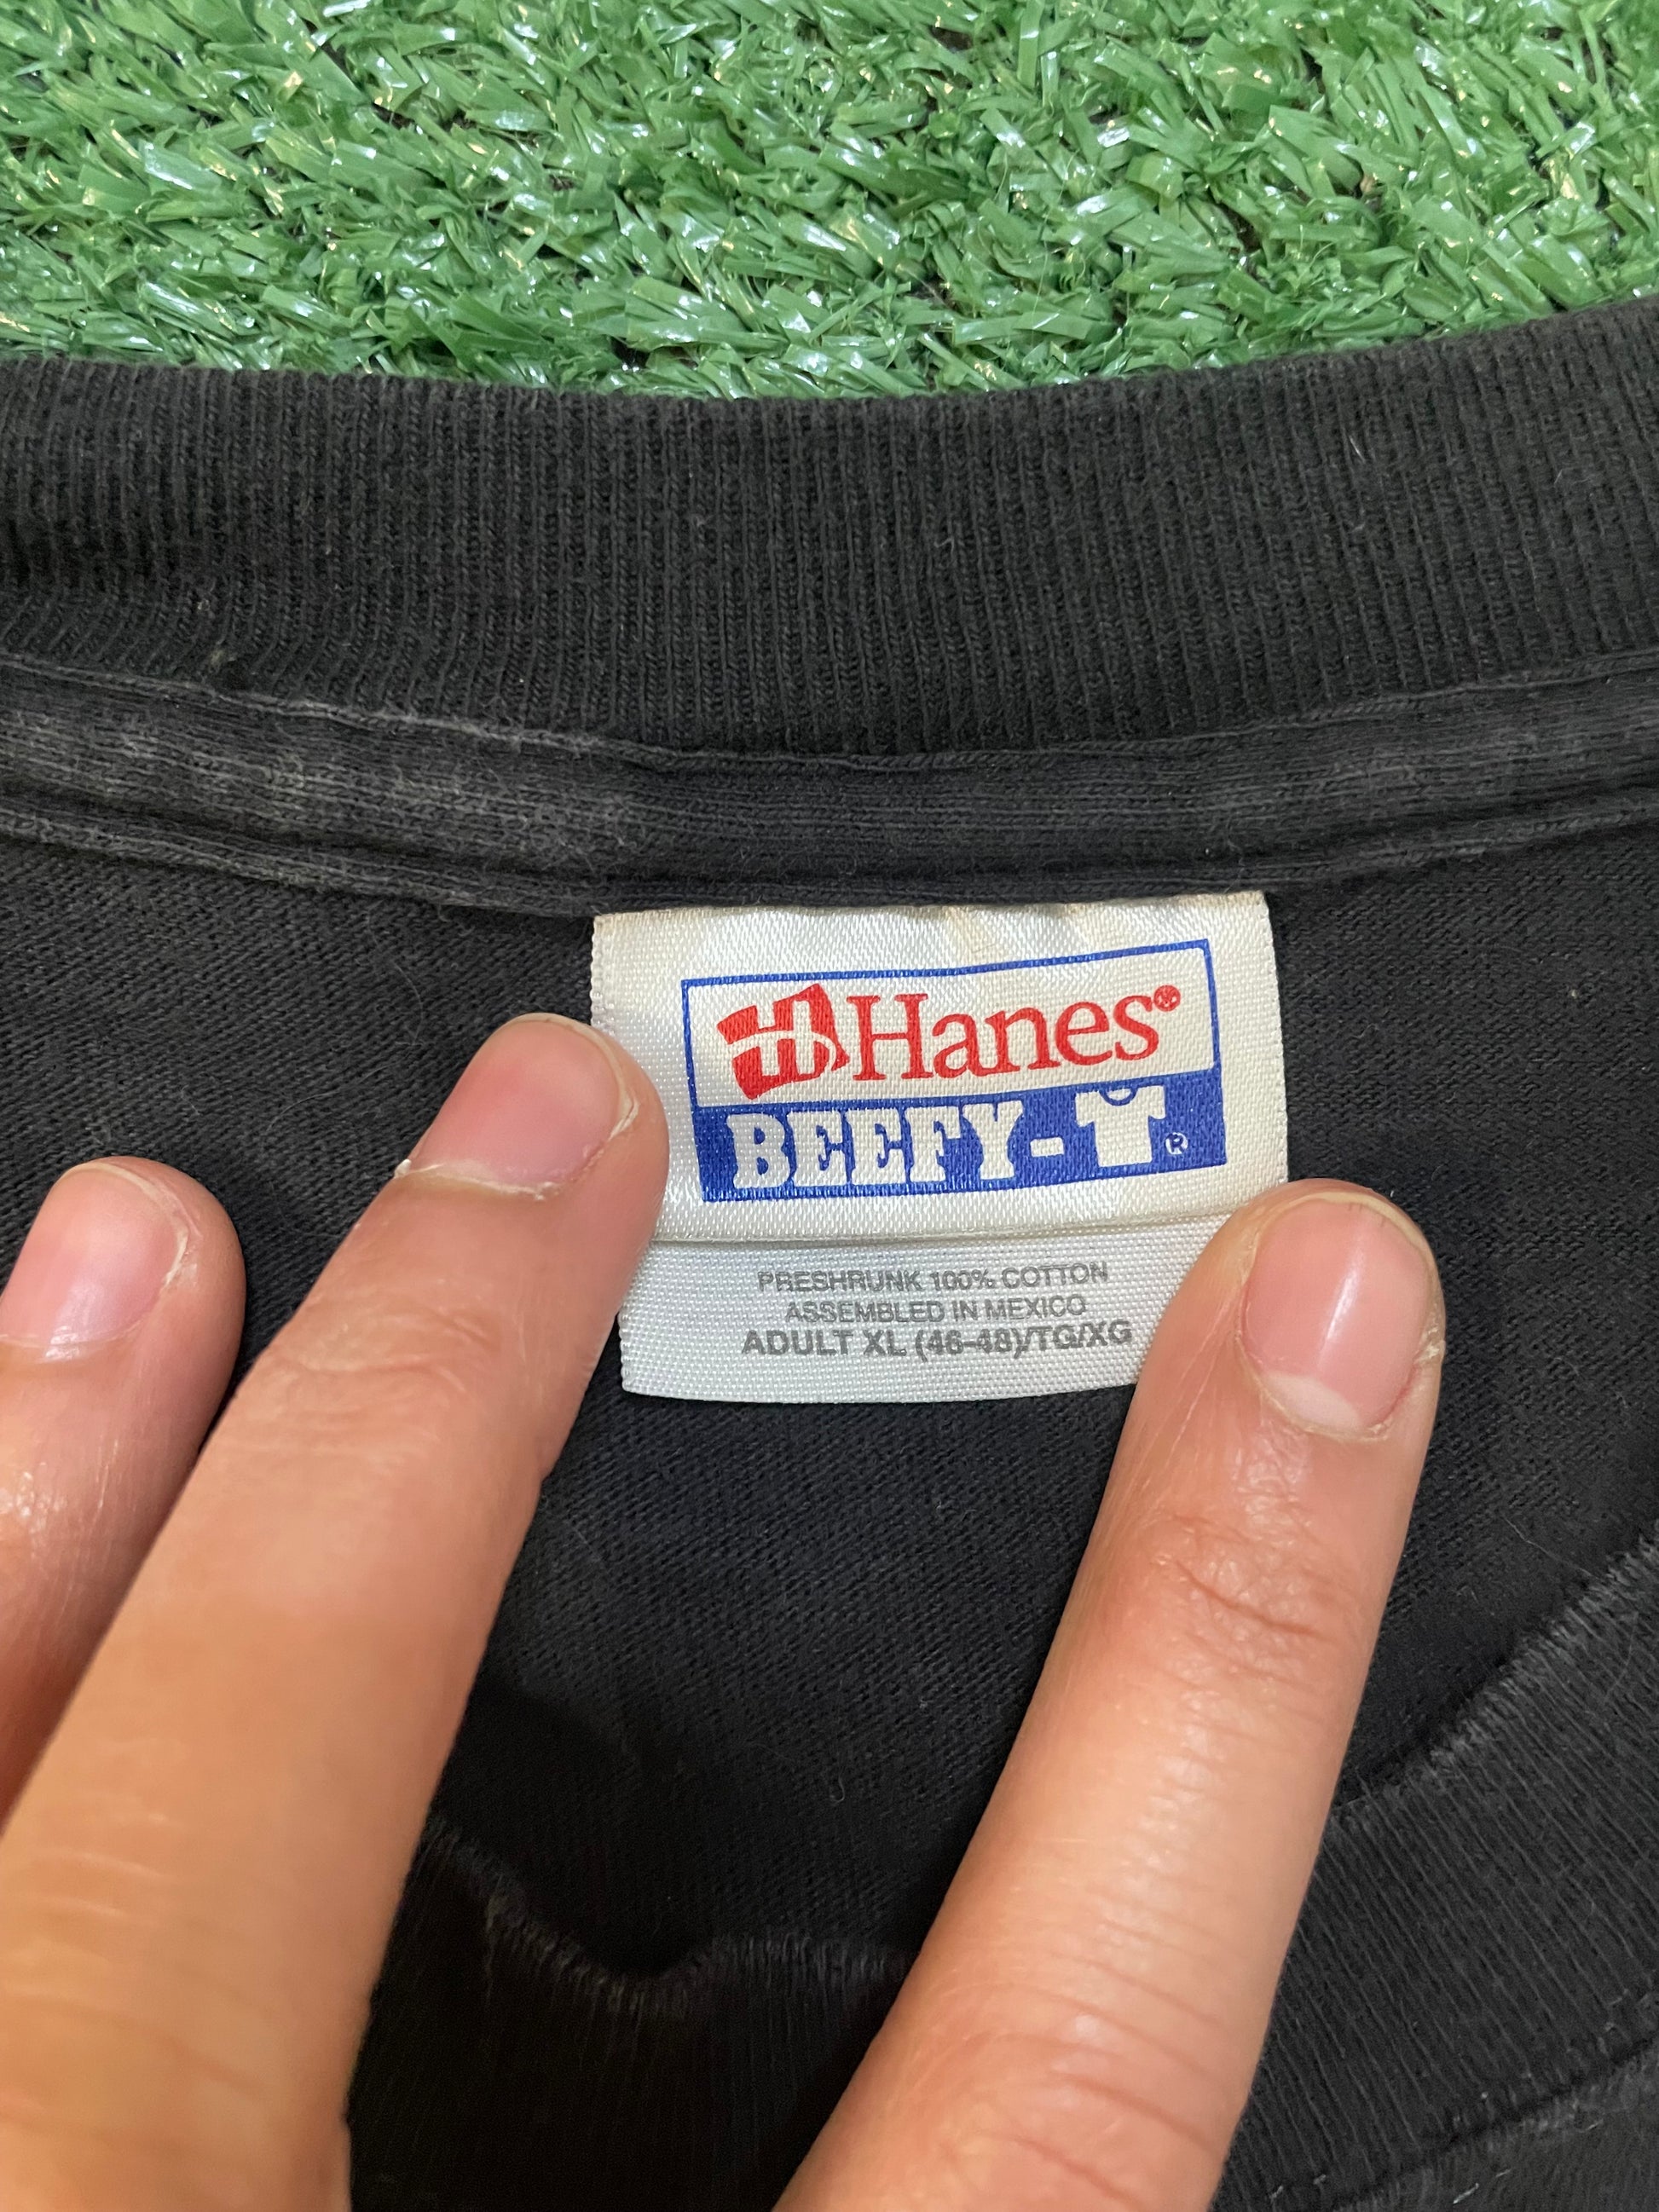 H Hanes®
BEEFY-T®
PRESHRUNK 100% COTTON
ASSEMBLED IN MEXICO
ADULT XL (46-48)/TG/XG